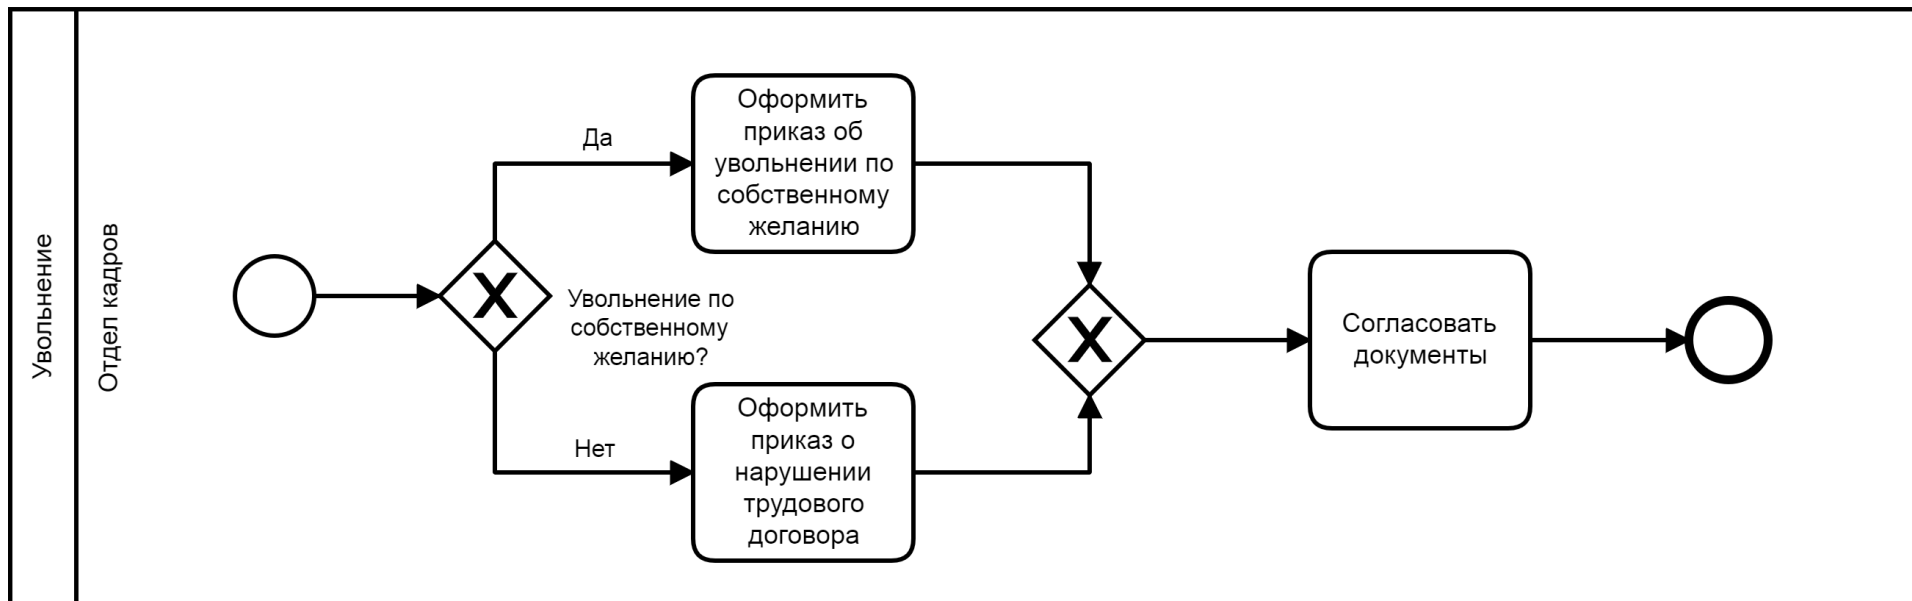 Увольнение
Отдел кадров
Да
Оформить
приказ об
увольнении по
собственному
желанию
Увольнение по
собственному
желанию?
Нет
Оформить
приказ о
нарушении
трудового
договора
Согласовать
документы